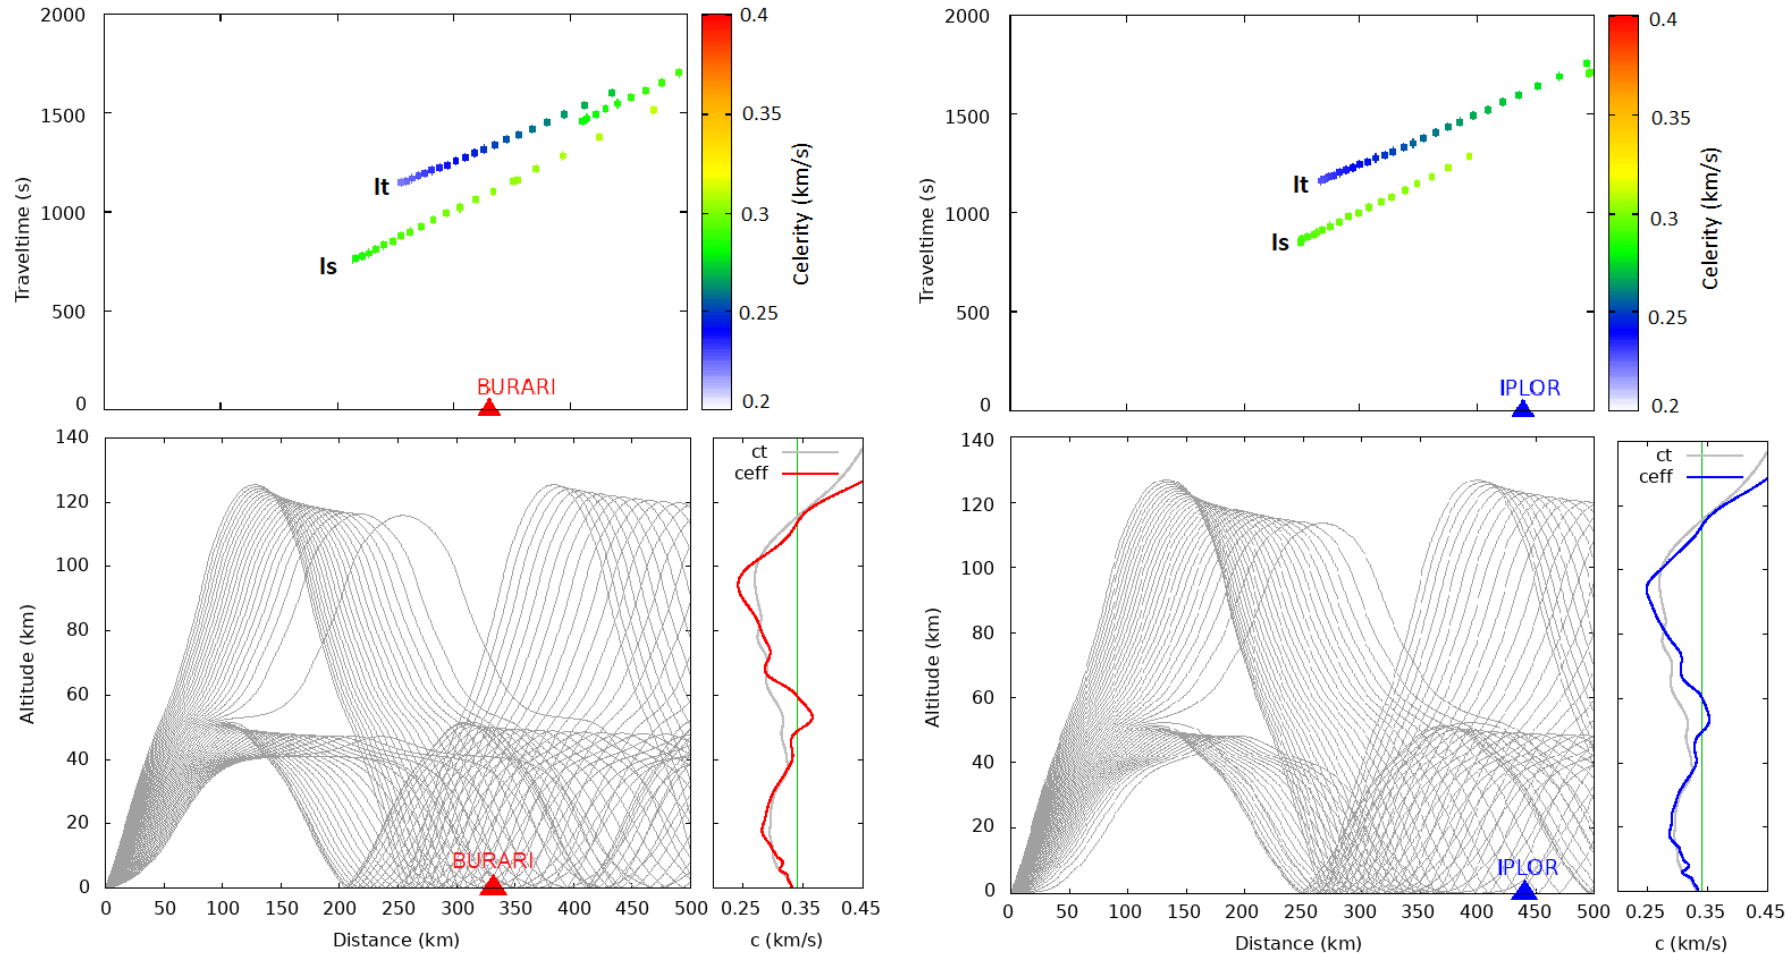 2000
1500
1000
500
0
Traveltime (s)
It
Is
BURARI
0.4
0.35
0.3
0.25
0.2
Celerity (km/s)
2000
1500
1000
500
0
Traveltime (s)
It
Is
IPLOR
0.4
0.35
0.3
0.25
0.2
Celerity (km/s)
140
120
100
80
60
40
20
0
Altitude (km)
BURARI
0 50 100 150 200 250 300 350 400 450 500
Distance (km)
ct
ceff
0.25 0.35 0.45
c (km/s)
140
120
100
80
60
40
20
0
Altitude (km)
IPLOR
0 50 100 150 200 250 300 350 400 450 500
Distance (km)
ct
ceff
0.25 0.35 0.45
c (km/s)